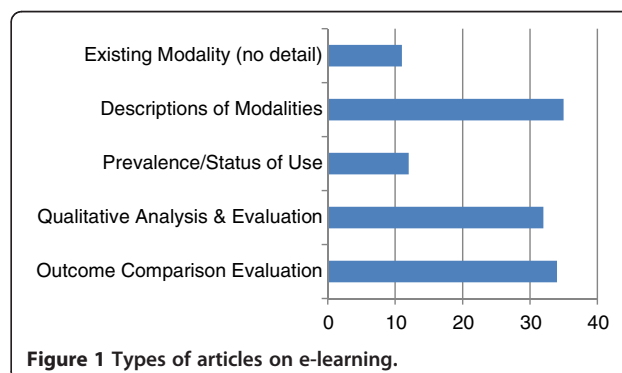 Existing Modality (no detail)
Descriptions of Modalities
Prevalence/Status of Use
Qualitative Analysis & Evaluation
Outcome Comparison Evaluation
0 10 20 30 40
Figure 1 Types of articles on e-learning.